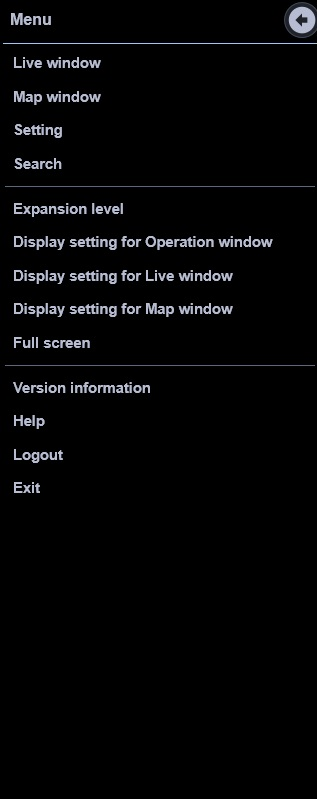 Menu
Live window
Map window
Setting
Search
Expansion level
Display setting for Operation window
Display setting for Live window
Display setting for Map window
Full screen
Version information
Help
Logout
Exit